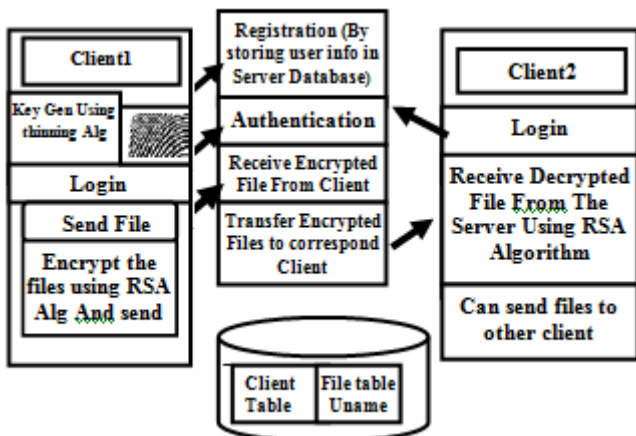 Client1
Key Gen Using
thinning Alg
Login
Send File
Encrypt the
files using RSA
Alg And send
Registration (By
storing user info in
Server Database)
Authentication
Receive Encrypted
File From Client
Transfer Encrypted
Files to correspond
Client
Client2
Login
Receive Decrypted
File From The
Server Using RSA
Algorithm
Can send files to
other client
Client
Table
File table
Uname